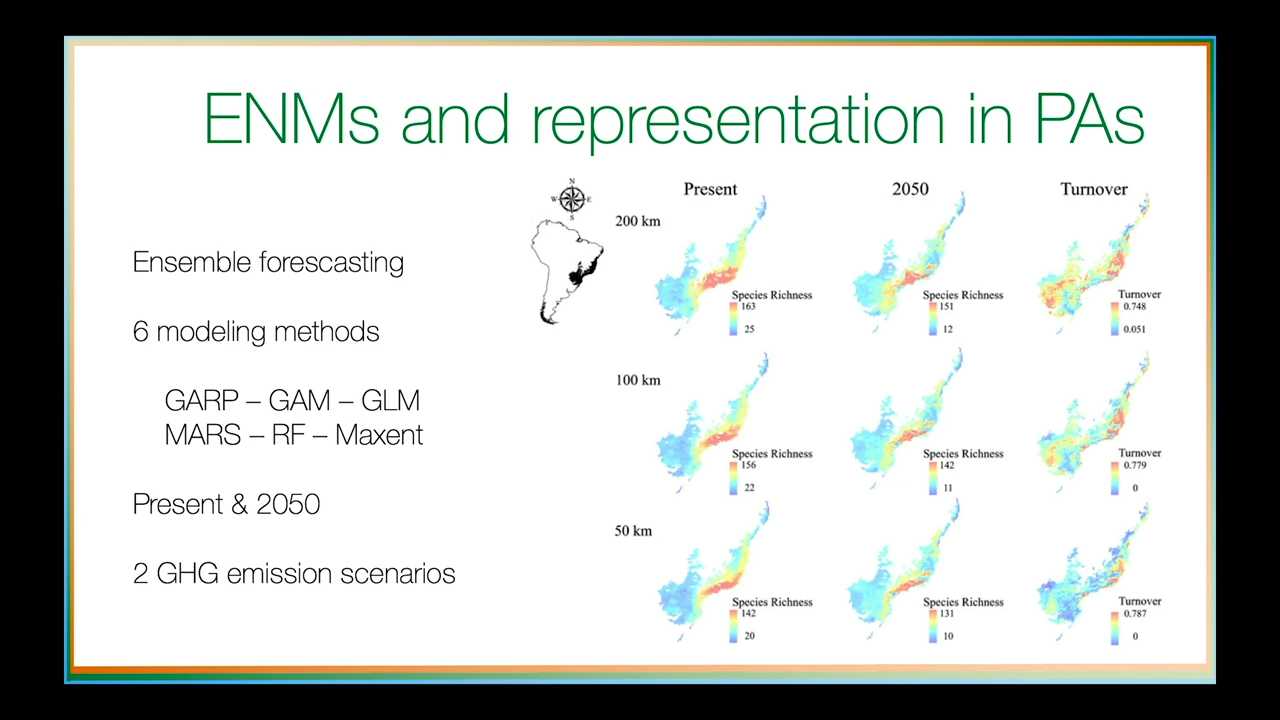 ENMs and representation in PAs
Ensemble forescasting
6 modeling methods
GARP – GAM – GLM
MARS – RF – Maxent
Present & 2050
2 GHG emission scenarios
N
W E
S
Present 2050 Turnover
200 km
Species Richness
163
25
Species Richness
151
12
Turnover
0.748
0.051
100 km
Species Richness
156
22
Species Richness
142
11
Turnover
0.779
0
50 km
Species Richness
142
20
Species Richness
131
10
Turnover
0.787
0